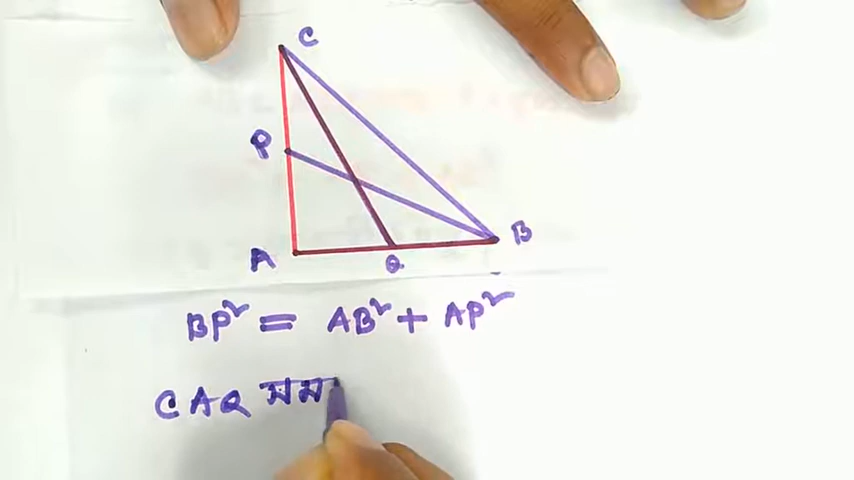 C
P
A
Q
B
BP² = AB² + AP²
CAQ সম